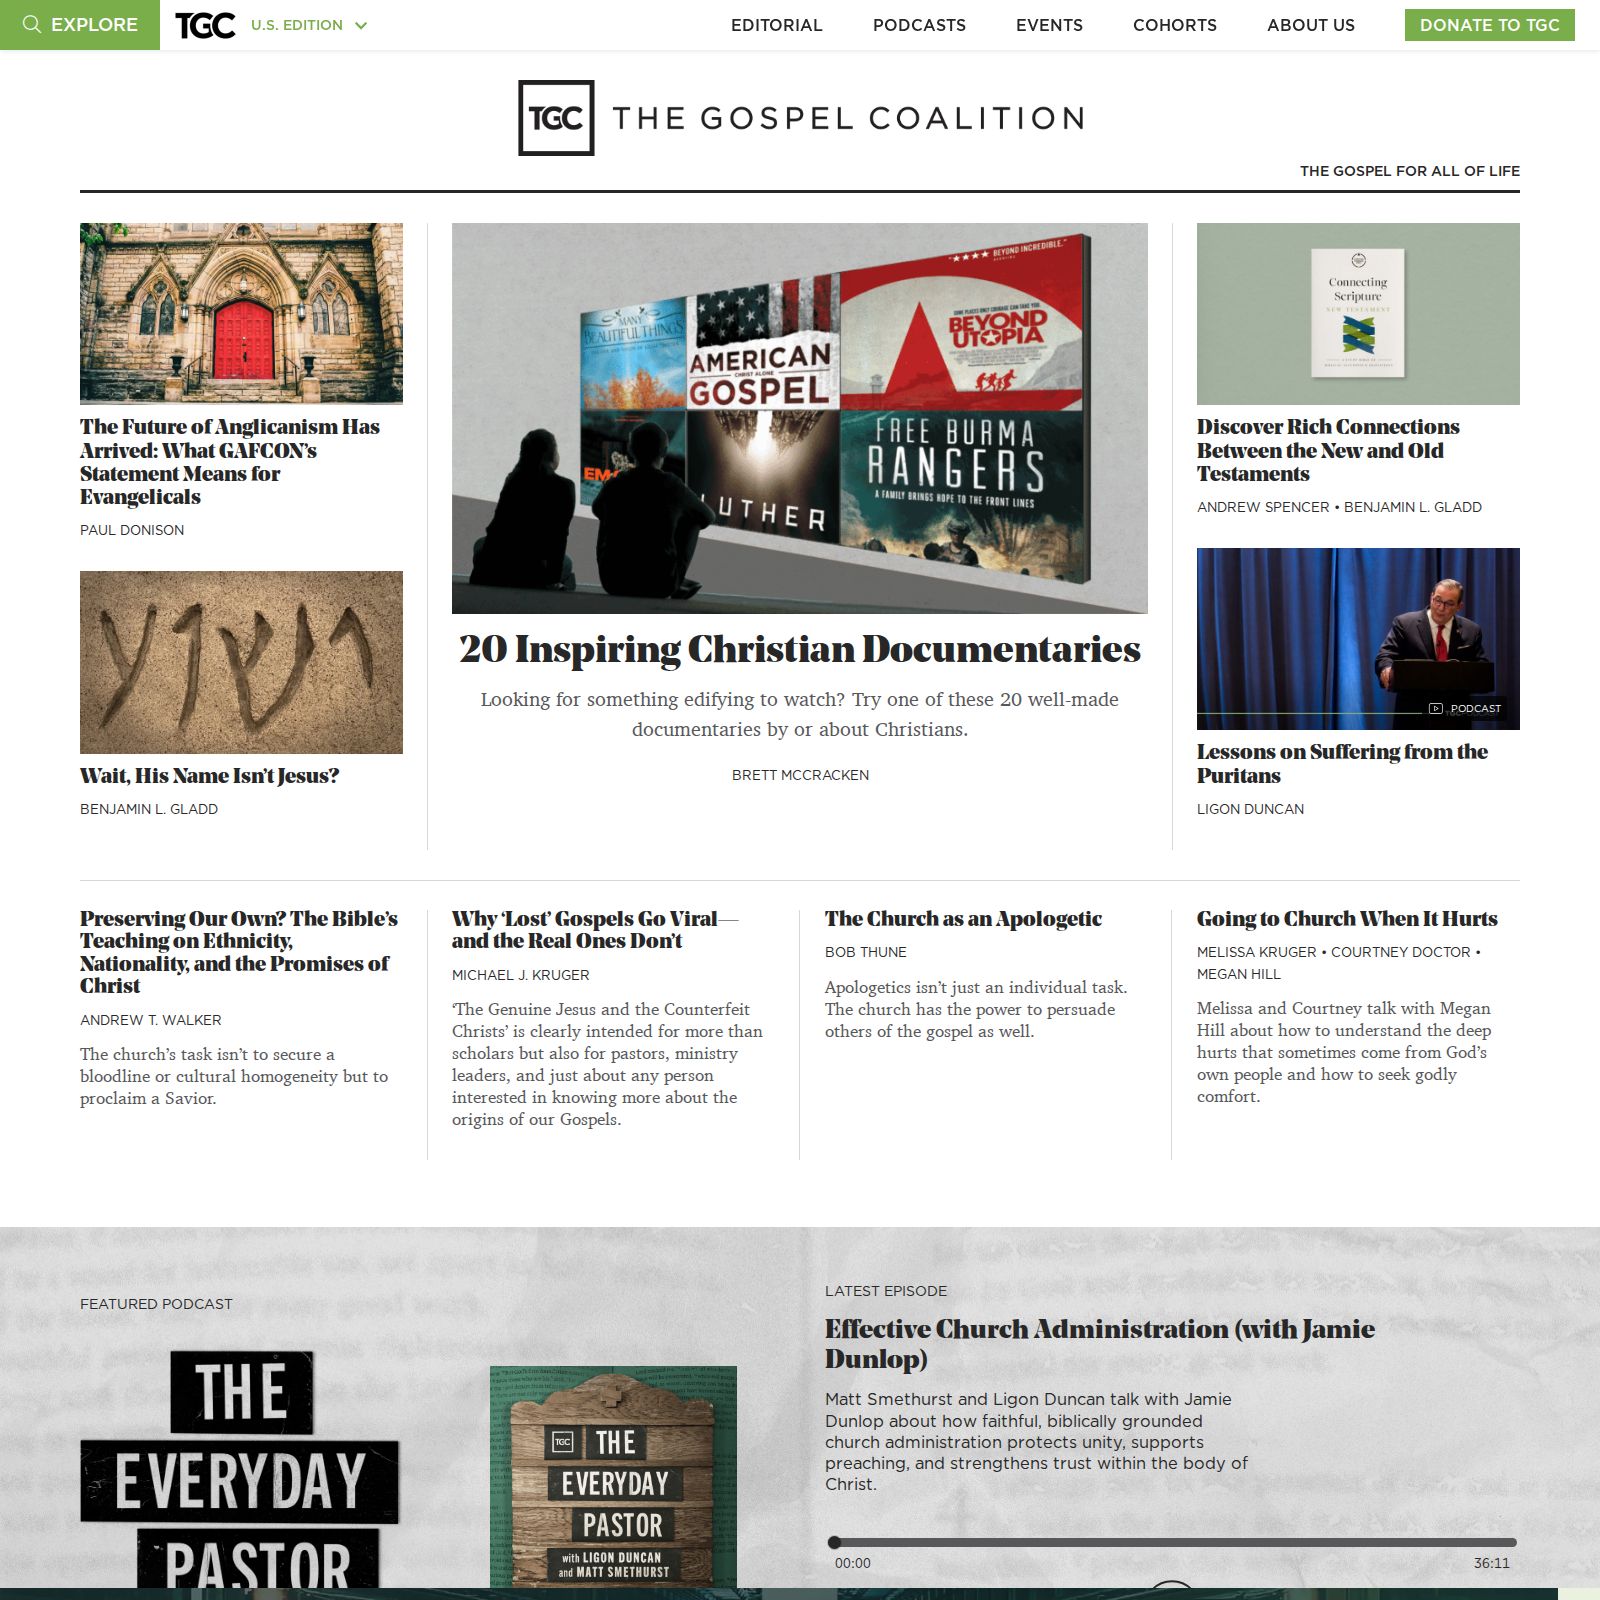 EXPLORE
TGC
U.S. EDITION
EDITORIAL
PODCASTS
EVENTS
COHORTS
ABOUT US
DONATE TO TGC
TGC THE GOSPEL COALITION
THE GOSPEL FOR ALL OF LIFE
The Future of Anglicanism Has
Arrived: What GAFCON’s
Statement Means for
Evangelicals
PAUL DONISON
ישוע
Wait, His Name Isn’t Jesus?
BENJAMIN L. GLADD
MANY
BEAUTIFUL THINGS
AMERICAN
CHRIST ALONE
GOSPEL
BEYOND INCREDIBLE.
SOME PLACES ONLY COURAGE CAN TAKE YOU.
BEYOND
UTOPIA
LUTHER
FREE BURMA
RANGERS
A FAMILY BRINGS HOPE TO THE FRONT LINES
20 Inspiring Christian Documentaries
Looking for something edifying to watch? Try one of these 20 well-made
documentaries by or about Christians.
BRETT MCCRACKEN
Connecting
Scripture
NEW TESTAMENT
Discover Rich Connections
Between the New and Old
Testaments
ANDREW SPENCER • BENJAMIN L. GLADD
PODCAST
Lessons on Suffering from the
Puritans
LIGON DUNCAN
Preserving Our Own? The Bible’s
Teaching on Ethnicity,
Nationality, and the Promises of
Christ
ANDREW T. WALKER
The church’s task isn’t to secure a
bloodline or cultural homogeneity but to
proclaim a Savior.
Why ‘Lost’ Gospels Go Viral—
and the Real Ones Don’t
MICHAEL J. KRUGER
‘The Genuine Jesus and the Counterfeit
Christs’ is clearly intended for more than
scholars but also for pastors, ministry
leaders, and just about any person
interested in knowing more about the
origins of our Gospels.
The Church as an Apologetic
BOB THUNE
Apologetics isn’t just an individual task.
The church has the power to persuade
others of the gospel as well.
Going to Church When It Hurts
MELISSA KRUGER • COURTNEY DOCTOR •
MEGAN HILL
Melissa and Courtney talk with Megan
Hill about how to understand the deep
hurts that sometimes come from God’s
own people and how to seek godly
comfort.
FEATURED PODCAST
THE
EVERYDAY
PASTOR
TGC THE
EVERYDAY
PASTOR
with LIGON DUNCAN
and MATT SMETHURST
LATEST EPISODE
Effective Church Administration (with Jamie
Dunlop)
Matt Smethurst and Ligon Duncan talk with Jamie
Dunlop about how faithful, biblically grounded
church administration protects unity, supports
preaching, and strengthens trust within the body of
Christ.
00:00
36:11